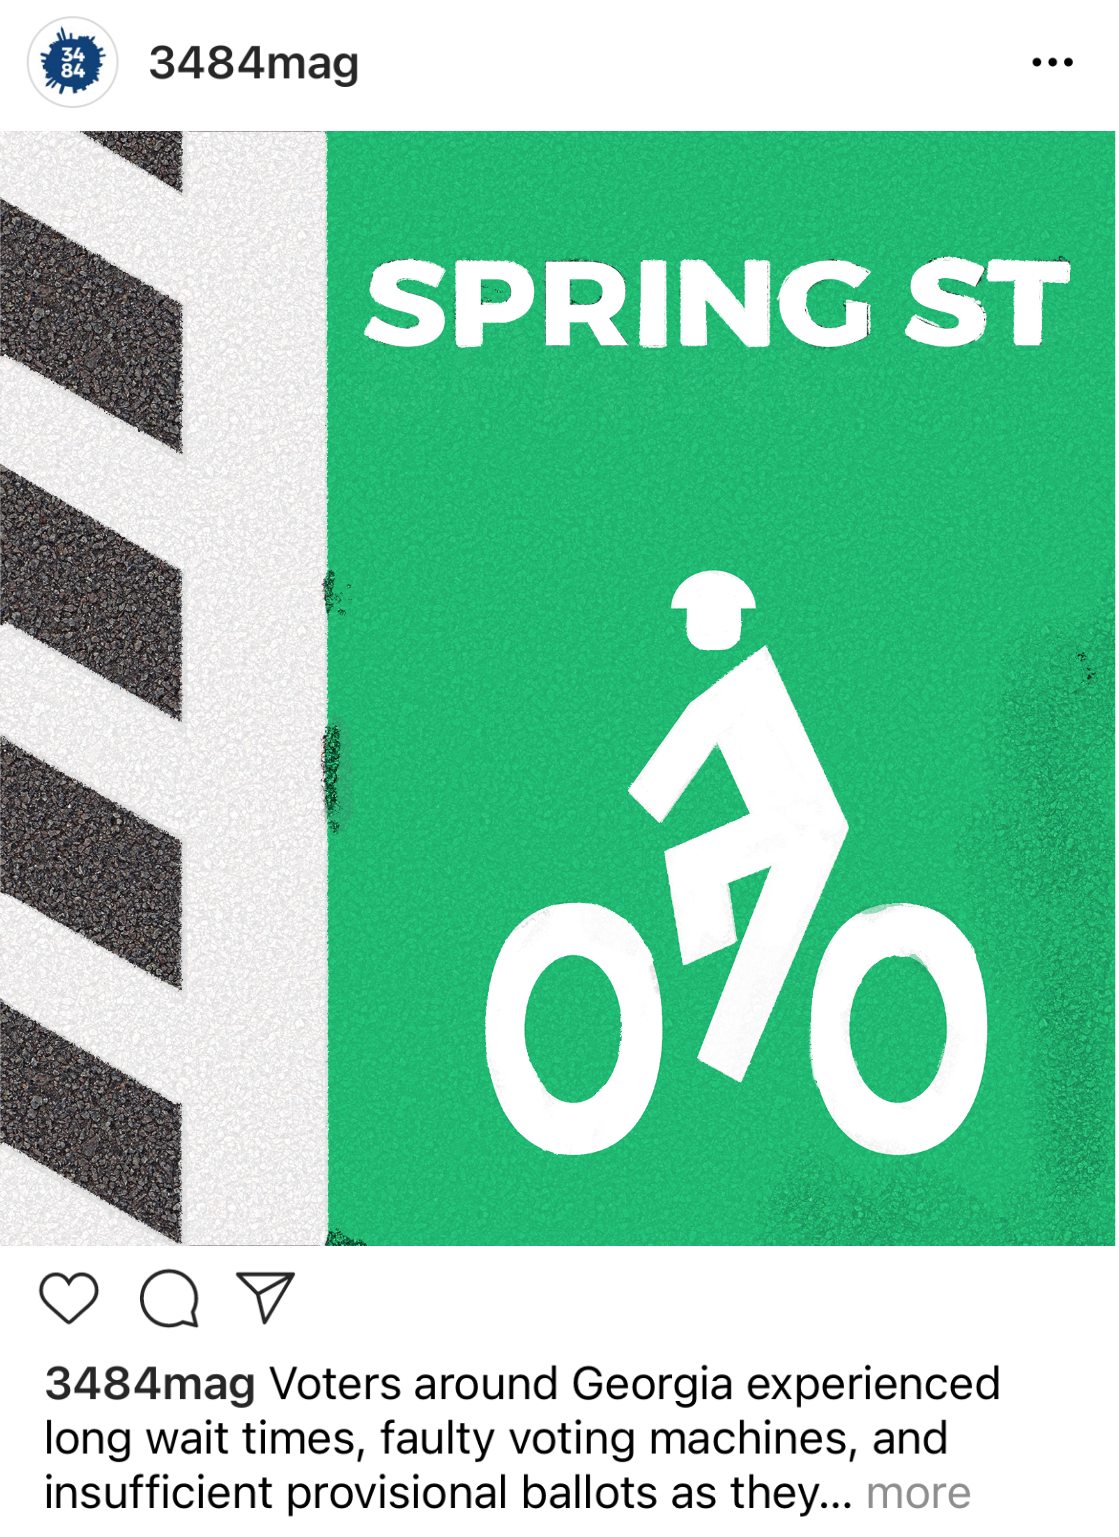 34
84
3484mag
SPRING ST
3484mag Voters around Georgia experienced
long wait times, faulty voting machines, and
insufficient provisional ballots as they... more